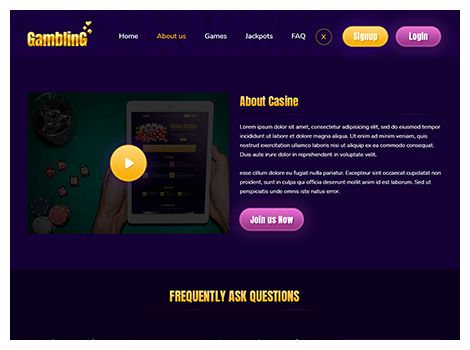 GamblinG
Home About us Games Jackpots FAQ X Signup Login
About Casine
Lorem ipsum dolor sit amet, consectetur adipisicing elit, sed do eiusmod tempor
incididunt ut labore et dolore magna aliqua. Ut enim ad minim veniam, quis
nostrud exercitation ullamco laboris nisi ut aliquip ex ea commodo consequat.
Duis aute irure dolor in reprehenderit in voluptate velit.
esse cillum dolore eu fugiat nulla pariatur. Excepteur sint occaecat cupidatat non
proident, sunt in culpa qui officia deserunt mollit anim id est laborum. Sed ut
perspiciatis unde omnis iste natus error.
Join us Now
FREQUENTLY ASK QUESTIONS